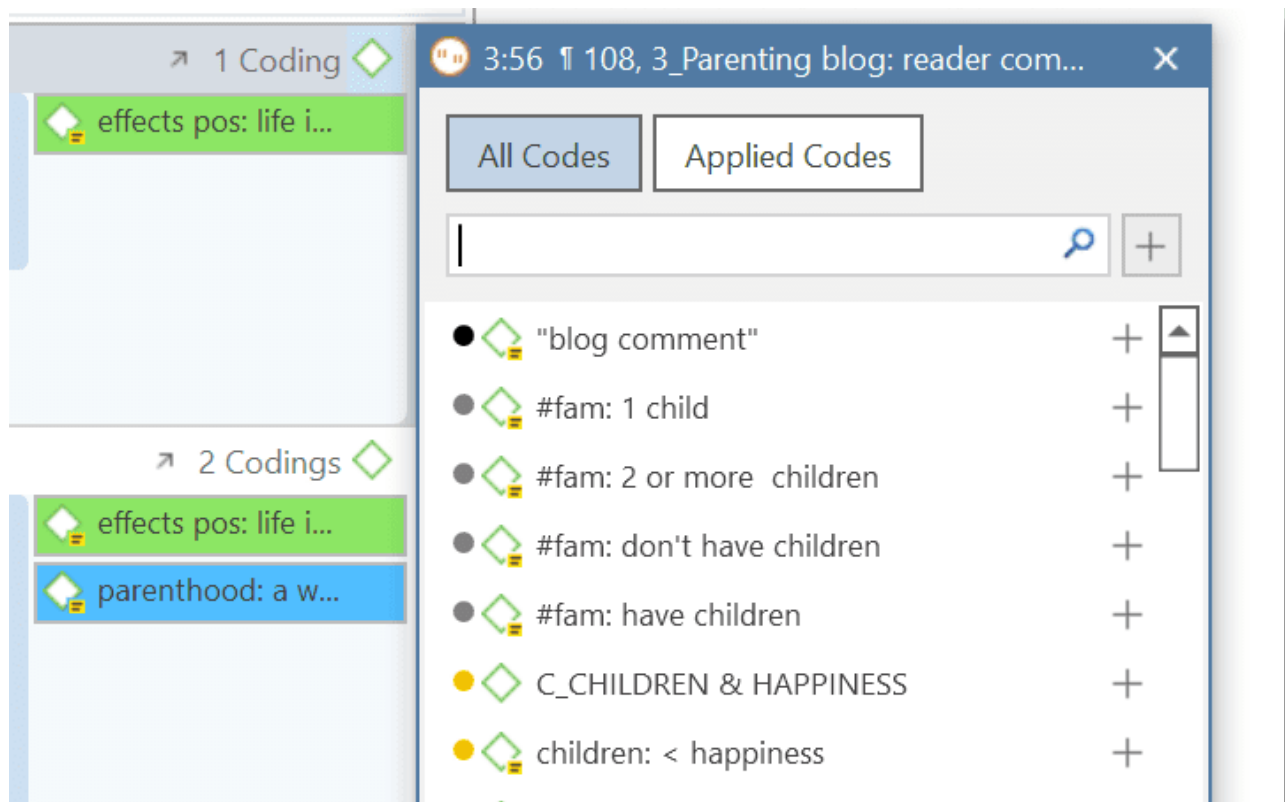 1 Coding
effects pos: life i...
2 Codings
effects pos: life i...
parenthood: a w...
3:56 ¶ 108, 3_Parenting blog: reader com...
All Codes
Applied Codes
"blog comment"
#fam: 1 child
#fam: 2 or more  children
#fam: don't have children
#fam: have children
C_CHILDREN & HAPPINESS
children: < happiness